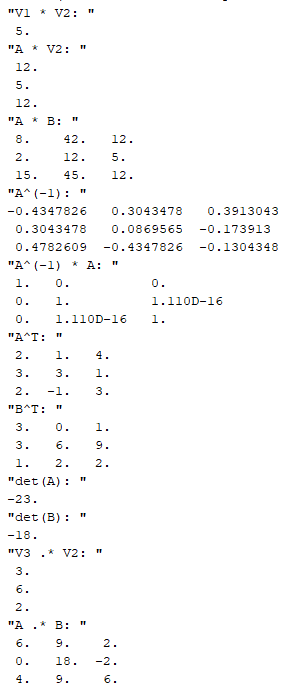 "V1 * V2: "
5.
"A * V2: "
12.
5.
12.
"A * B: "
8. 42. 12.
2. 12. 5.
15. 45. 12.
"A^(-1): "
-0.4347826 0.3043478 0.3913043
0.3043478 0.0869565 -0.173913
0.4782609 -0.4347826 -0.1304348
"A^(-1) * A: "
1. 0. 0.
0. 1. 1.110D-16
0. 1.110D-16 1.
"A^T: "
2. 1. 4.
3. 3. 1.
2. -1. 3.
"B^T: "
3. 0. 1.
3. 6. 9.
1. 2. 2.
"det(A): "
-23.
"det(B): "
-18.
"V3 .* V2: "
3.
6.
2.
"A .* B: "
6. 9. 2.
0. 18. -2.
4. 9. 6.